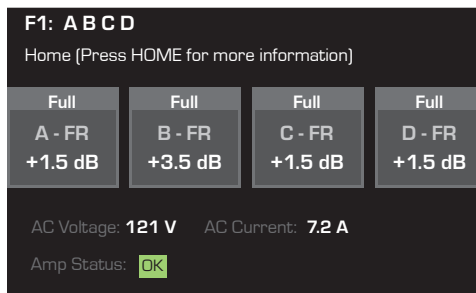 F1: A B C D
Home (Press HOME for more information)
Full Full Full Full
A - FR B - FR C - FR D - FR
+1.5 dB +3.5 dB +1.5 dB +1.5 dB
AC Voltage: 121 V AC Current: 7.2 A
Amp Status: OK